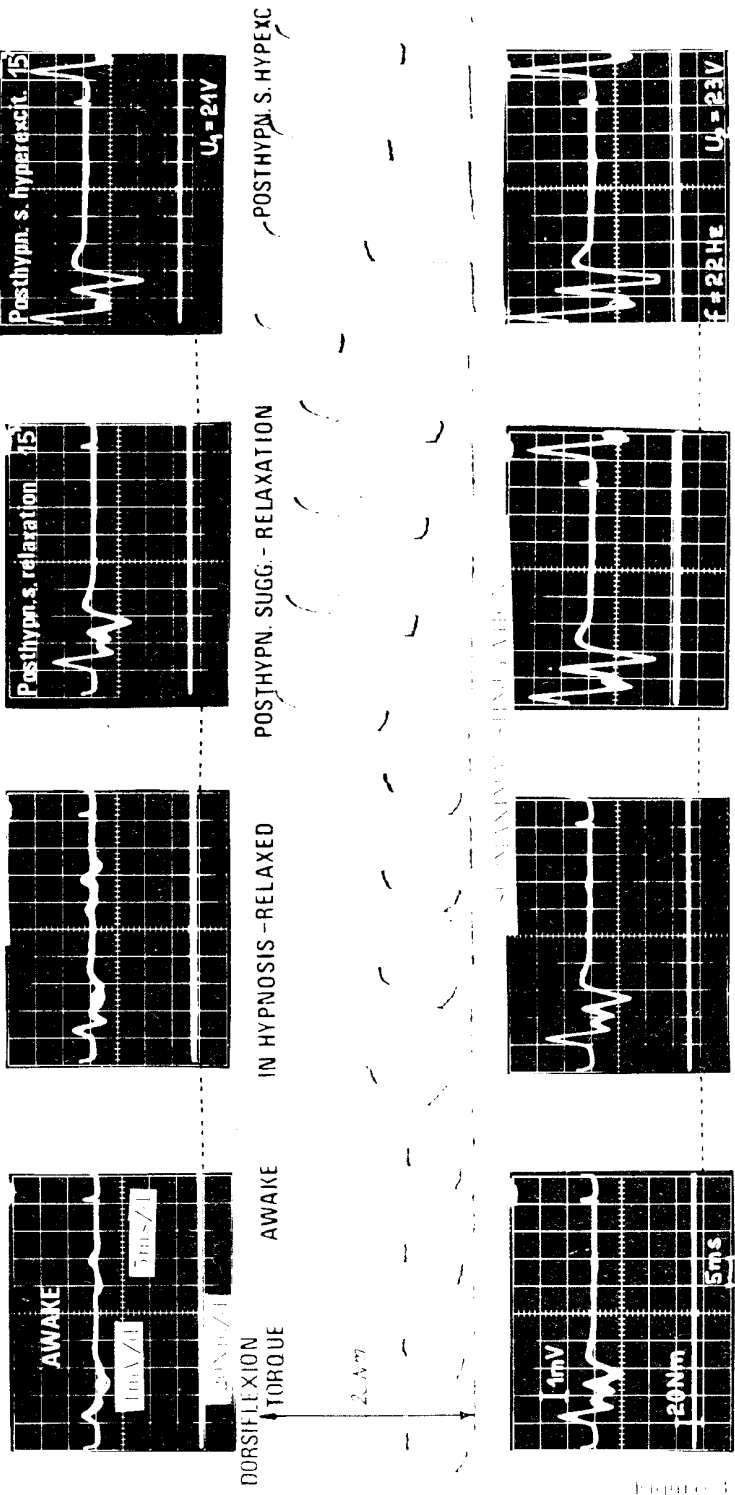 AWAKE
1mV/d
5ms/d
Posthypn. s. relaxation 15
Posthypn. s. hyperexcit. 15
U₁=21V
DORSIFLEXION
TORQUE
AWAKE
IN HYPNOSIS-RELAXED
POSTHYPN. SUGG.- RELAXATION
POSTHYPN. S. HYPEXC
1mV
20Nm
5ms
f=22Hz
U₁=23V